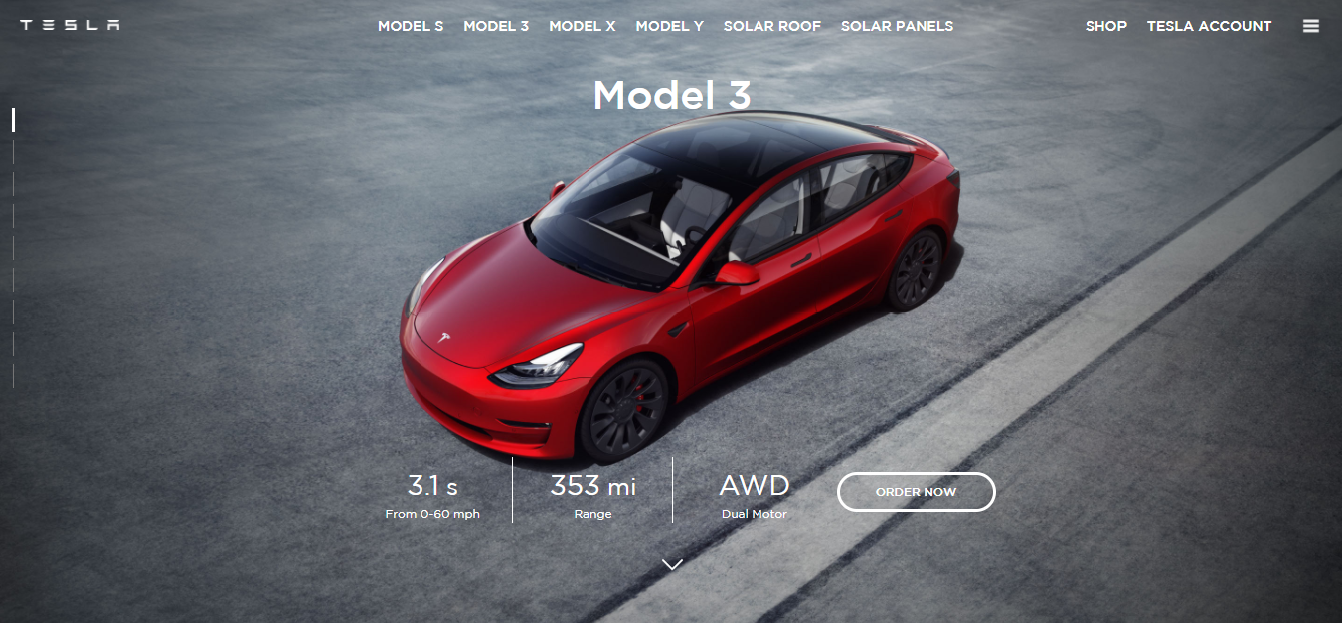 TESLA
MODEL S MODEL 3 MODEL X MODEL Y SOLAR ROOF SOLAR PANELS
SHOP TESLA ACCOUNT
Model 3
3.1 s
From 0-60 mph
353 mi
Range
AWD
Dual Motor
ORDER NOW